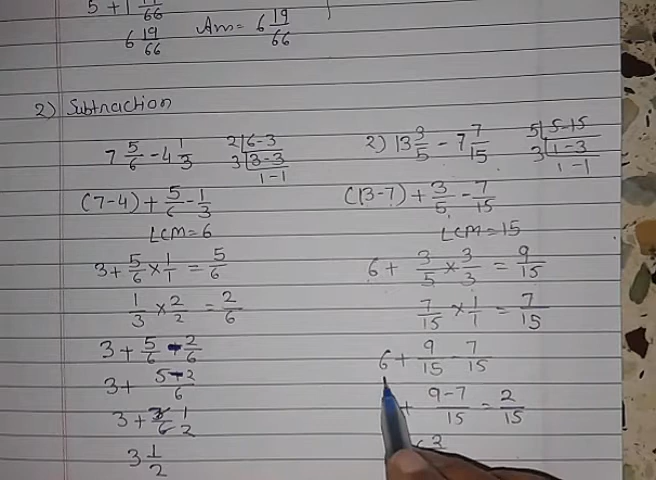 5 + 1 19/66
6 19/66 Ans = 6 19/66
2) Subtraction
7 5/6 - 4 1/3
2|6-3
3|3-3
1-1
(7-4) + 5/6 - 1/3
LCM=6
3 + 5/6 × 1/1 = 5/6
1/3 × 2/2 = 2/6
3 + 5/6 - 2/6
3 + 5-2/6
3 + 3/6 1/2
3 1/2
2) 13 3/5 - 7 7/15
5|5-15
3|1-3
1-1
(13-7) + 3/5 - 7/15
LCM=15
6 + 3/5 × 3/3 = 9/15
7/15 × 1/1 = 7/15
6 + 9/15 - 7/15
+ 9-7/15 = 2/15